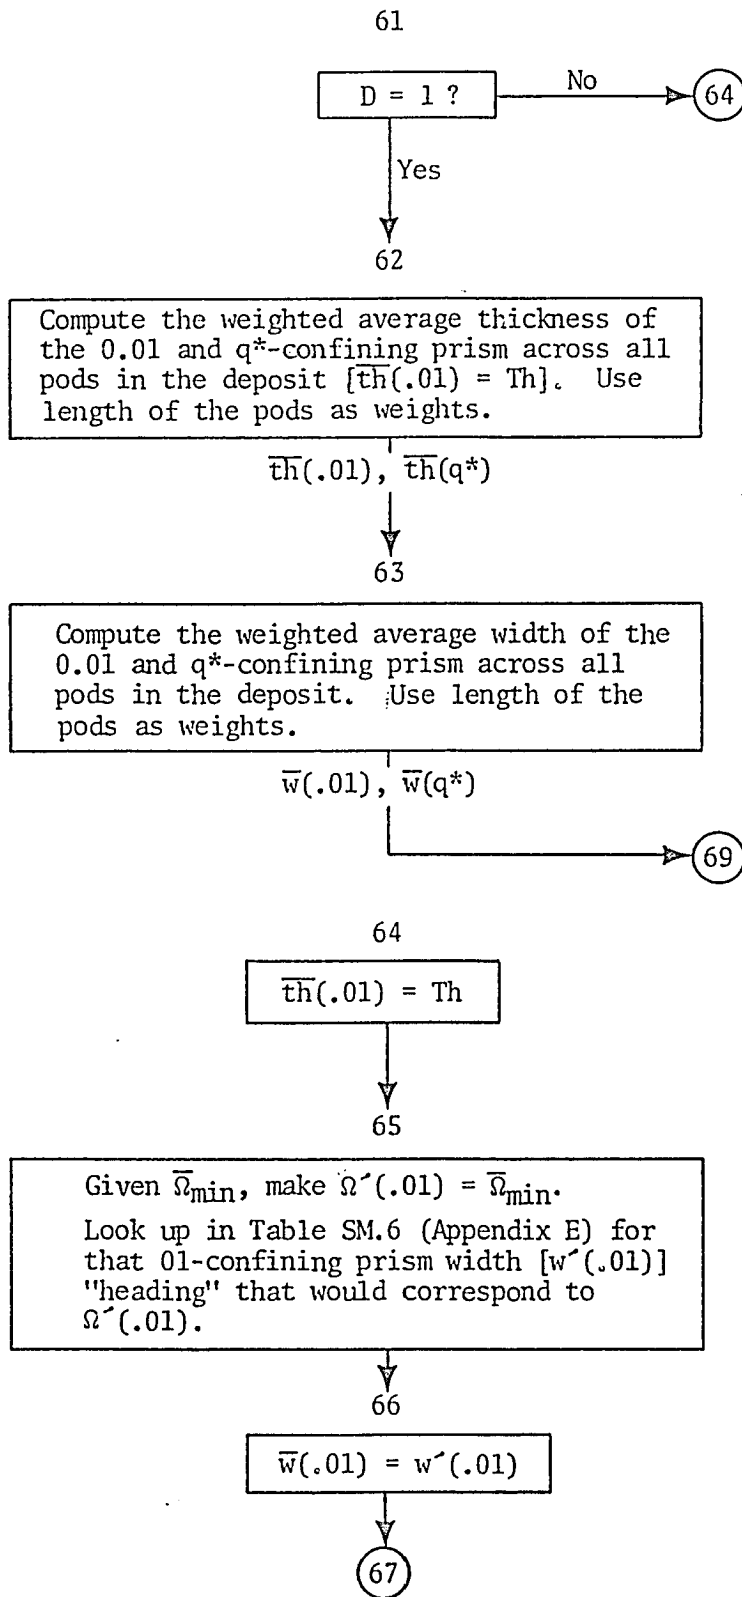 61
D = 1 ?
No
64
Yes
62
Compute the weighted average thickness of
the 0.01 and q*-confining prism across all
pods in the deposit [t̅h̅(.01) = Th]. Use
length of the pods as weights.
t̅h̅(.01), t̅h̅(q*)
63
Compute the weighted average width of the
0.01 and q*-confining prism across all
pods in the deposit. Use length of the
pods as weights.
w̅(.01), w̅(q*)
69
64
t̅h̅(.01) = Th
65
Given Ω̅min, make Ω´(.01) = Ω̅min.
Look up in Table SM.6 (Appendix E) for
that 01-confining prism width [w´(.01)]
"heading" that would correspond to
Ω´(.01).
66
w̅(.01) = w´(.01)
67